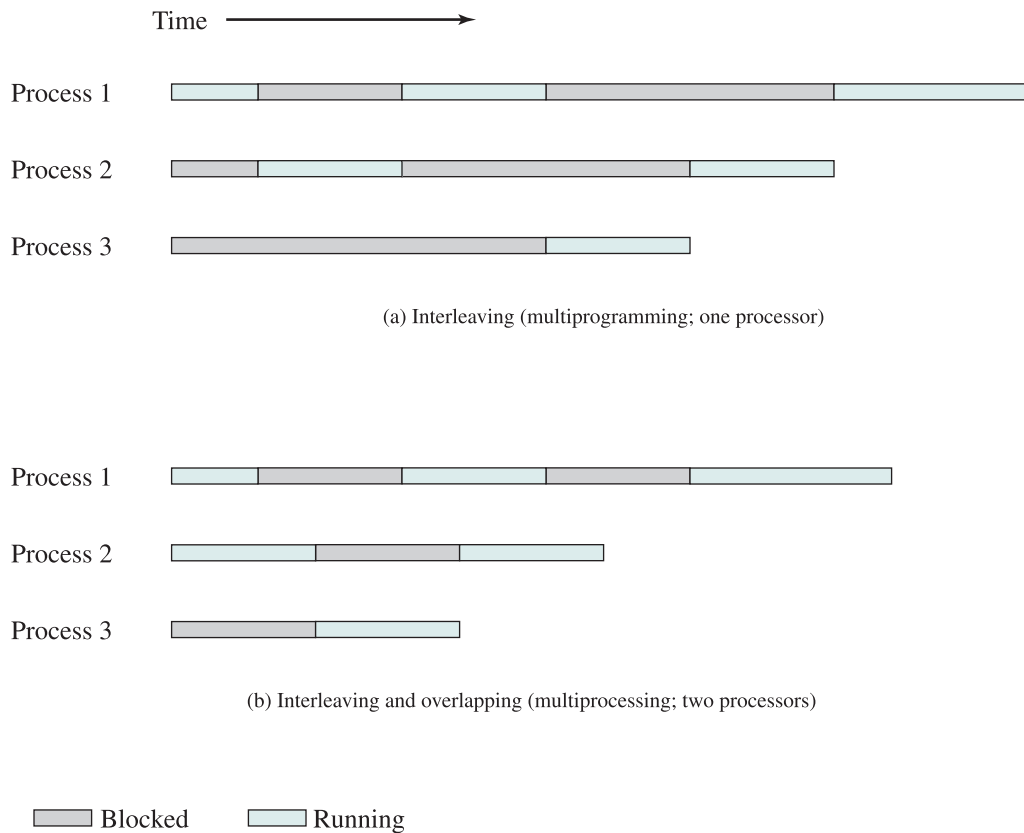 Time
Process 1
Process 2
Process 3
(a) Interleaving (multiprogramming; one processor)
Process 1
Process 2
Process 3
(b) Interleaving and overlapping (multiprocessing; two processors)
Blocked Running